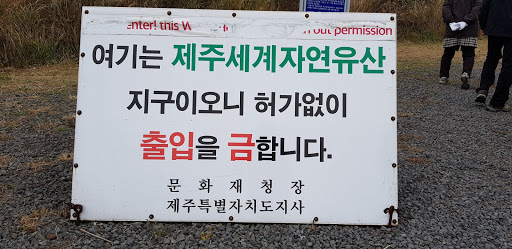 enter! this W
out permission
여기는 제주세계자연유산
지구이오니 허가없이
출입을 금합니다.
문 화 재 청 장
제주특별자치도지사